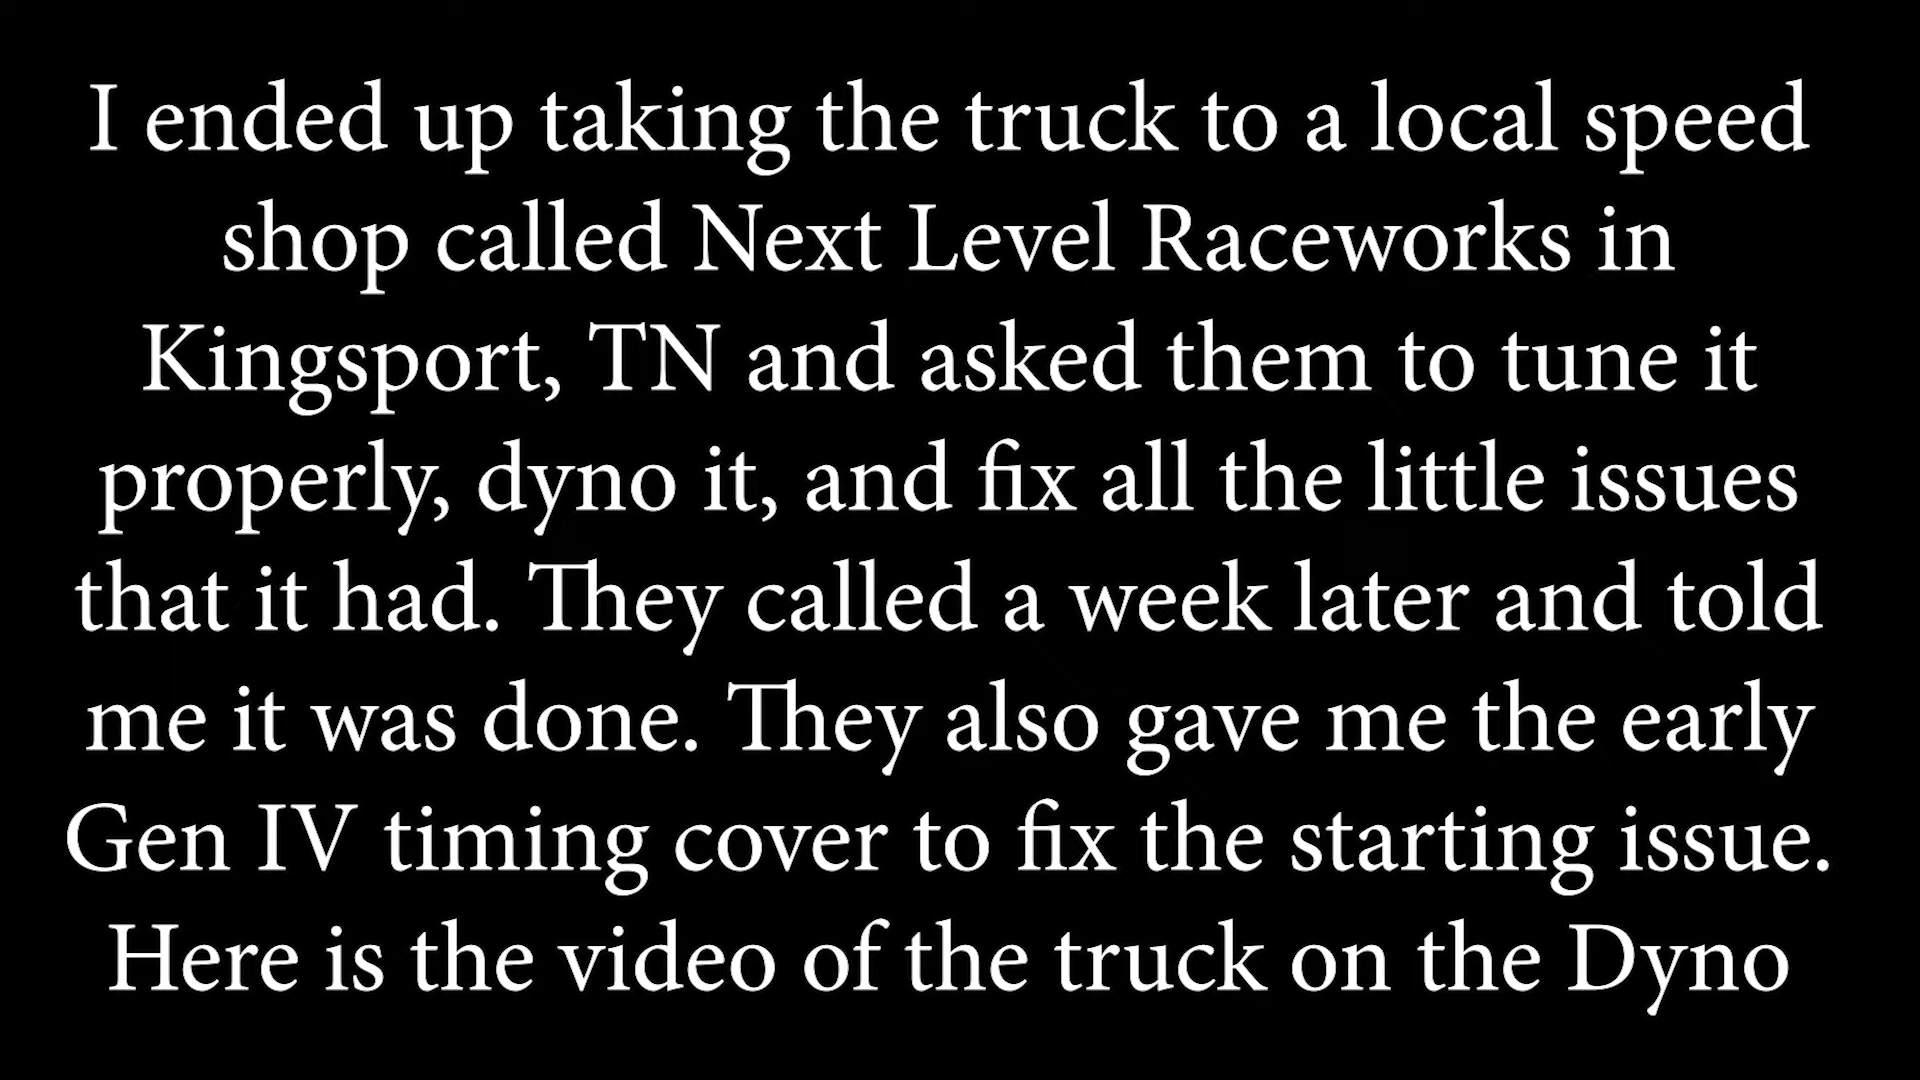 I ended up taking the truck to a local speed
shop called Next Level Raceworks in
Kingsport, TN and asked them to tune it
properly, dyno it, and fix all the little issues
that it had. They called a week later and told
me it was done. They also gave me the early
Gen IV timing cover to fix the starting issue.
Here is the video of the truck on the Dyno